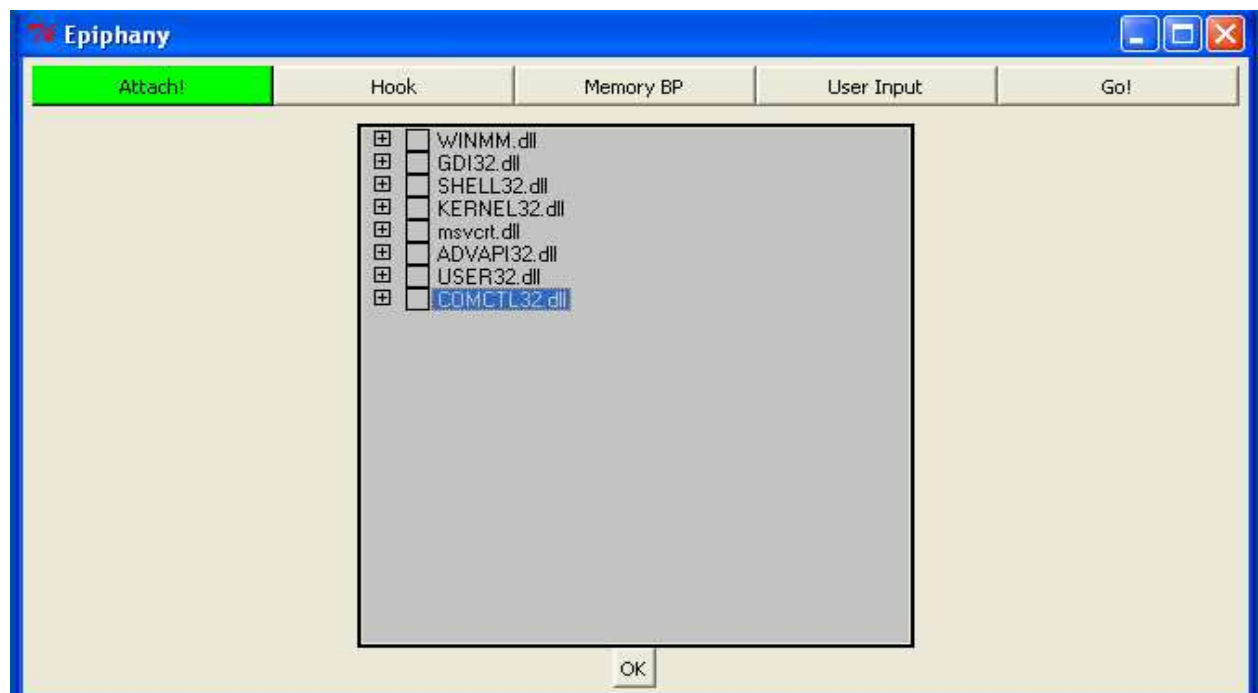 Epiphany
Attach! Hook Memory BP User Input Go!
WINMM.dll
GDI32.dll
SHELL32.dll
KERNEL32.dll
msvcrt.dll
ADVAPI32.dll
USER32.dll
COMCTL32.dll
OK